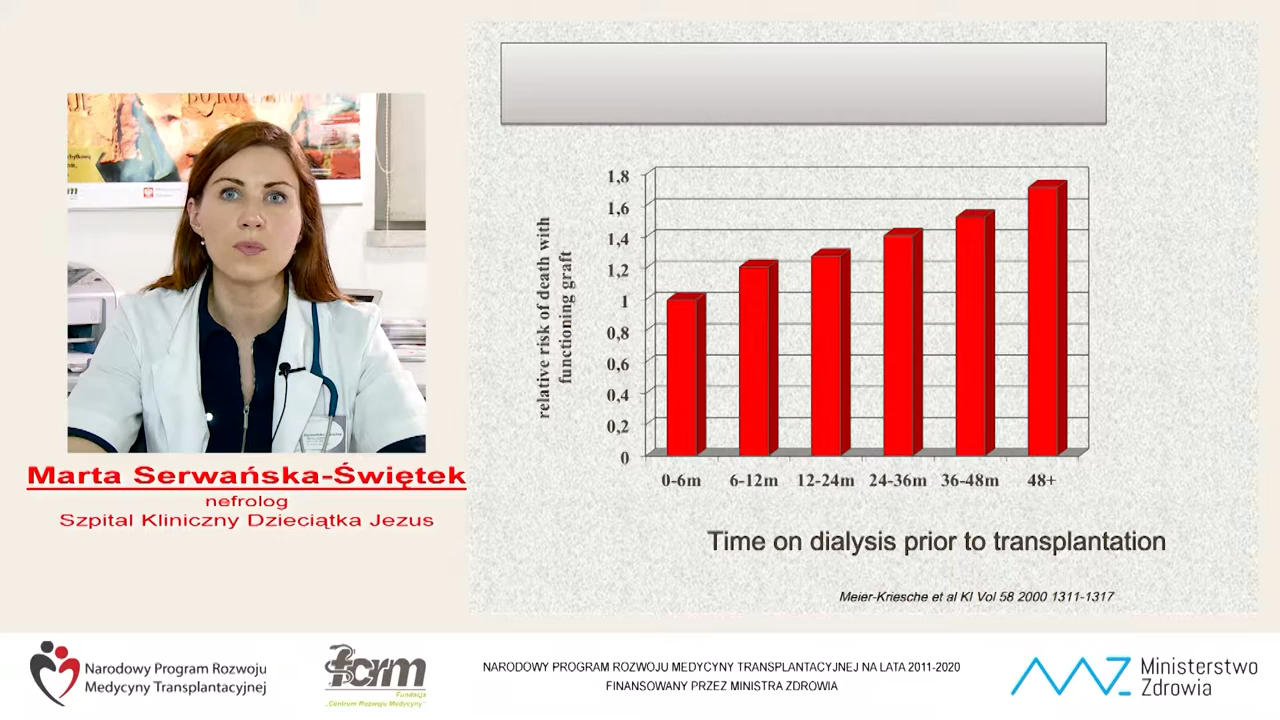 Marta Serwańska-Świętek
nefrolog
Szpital Kliniczny Dzieciątka Jezus
relative risk of death with
functioning graft
1,8
1,6
1,4
1,2
1
0,8
0,6
0,4
0,2
0
0-6m 6-12m 12-24m 24-36m 36-48m 48+
Time on dialysis prior to transplantation
Meier-Kriesche et al KI Vol 58 2000 1311-1317
Narodowy Program Rozwoju
Medycyny Transplantacyjnej
fcrm
Fundacja
„Centrum Rozwoju Medycyny”
NARODOWY PROGRAM ROZWOJU MEDYCYNY TRANSPLANTACYJNEJ NA LATA 2011-2020
FINANSOWANY PRZEZ MINISTRA ZDROWIA
Ministerstwo
Zdrowia